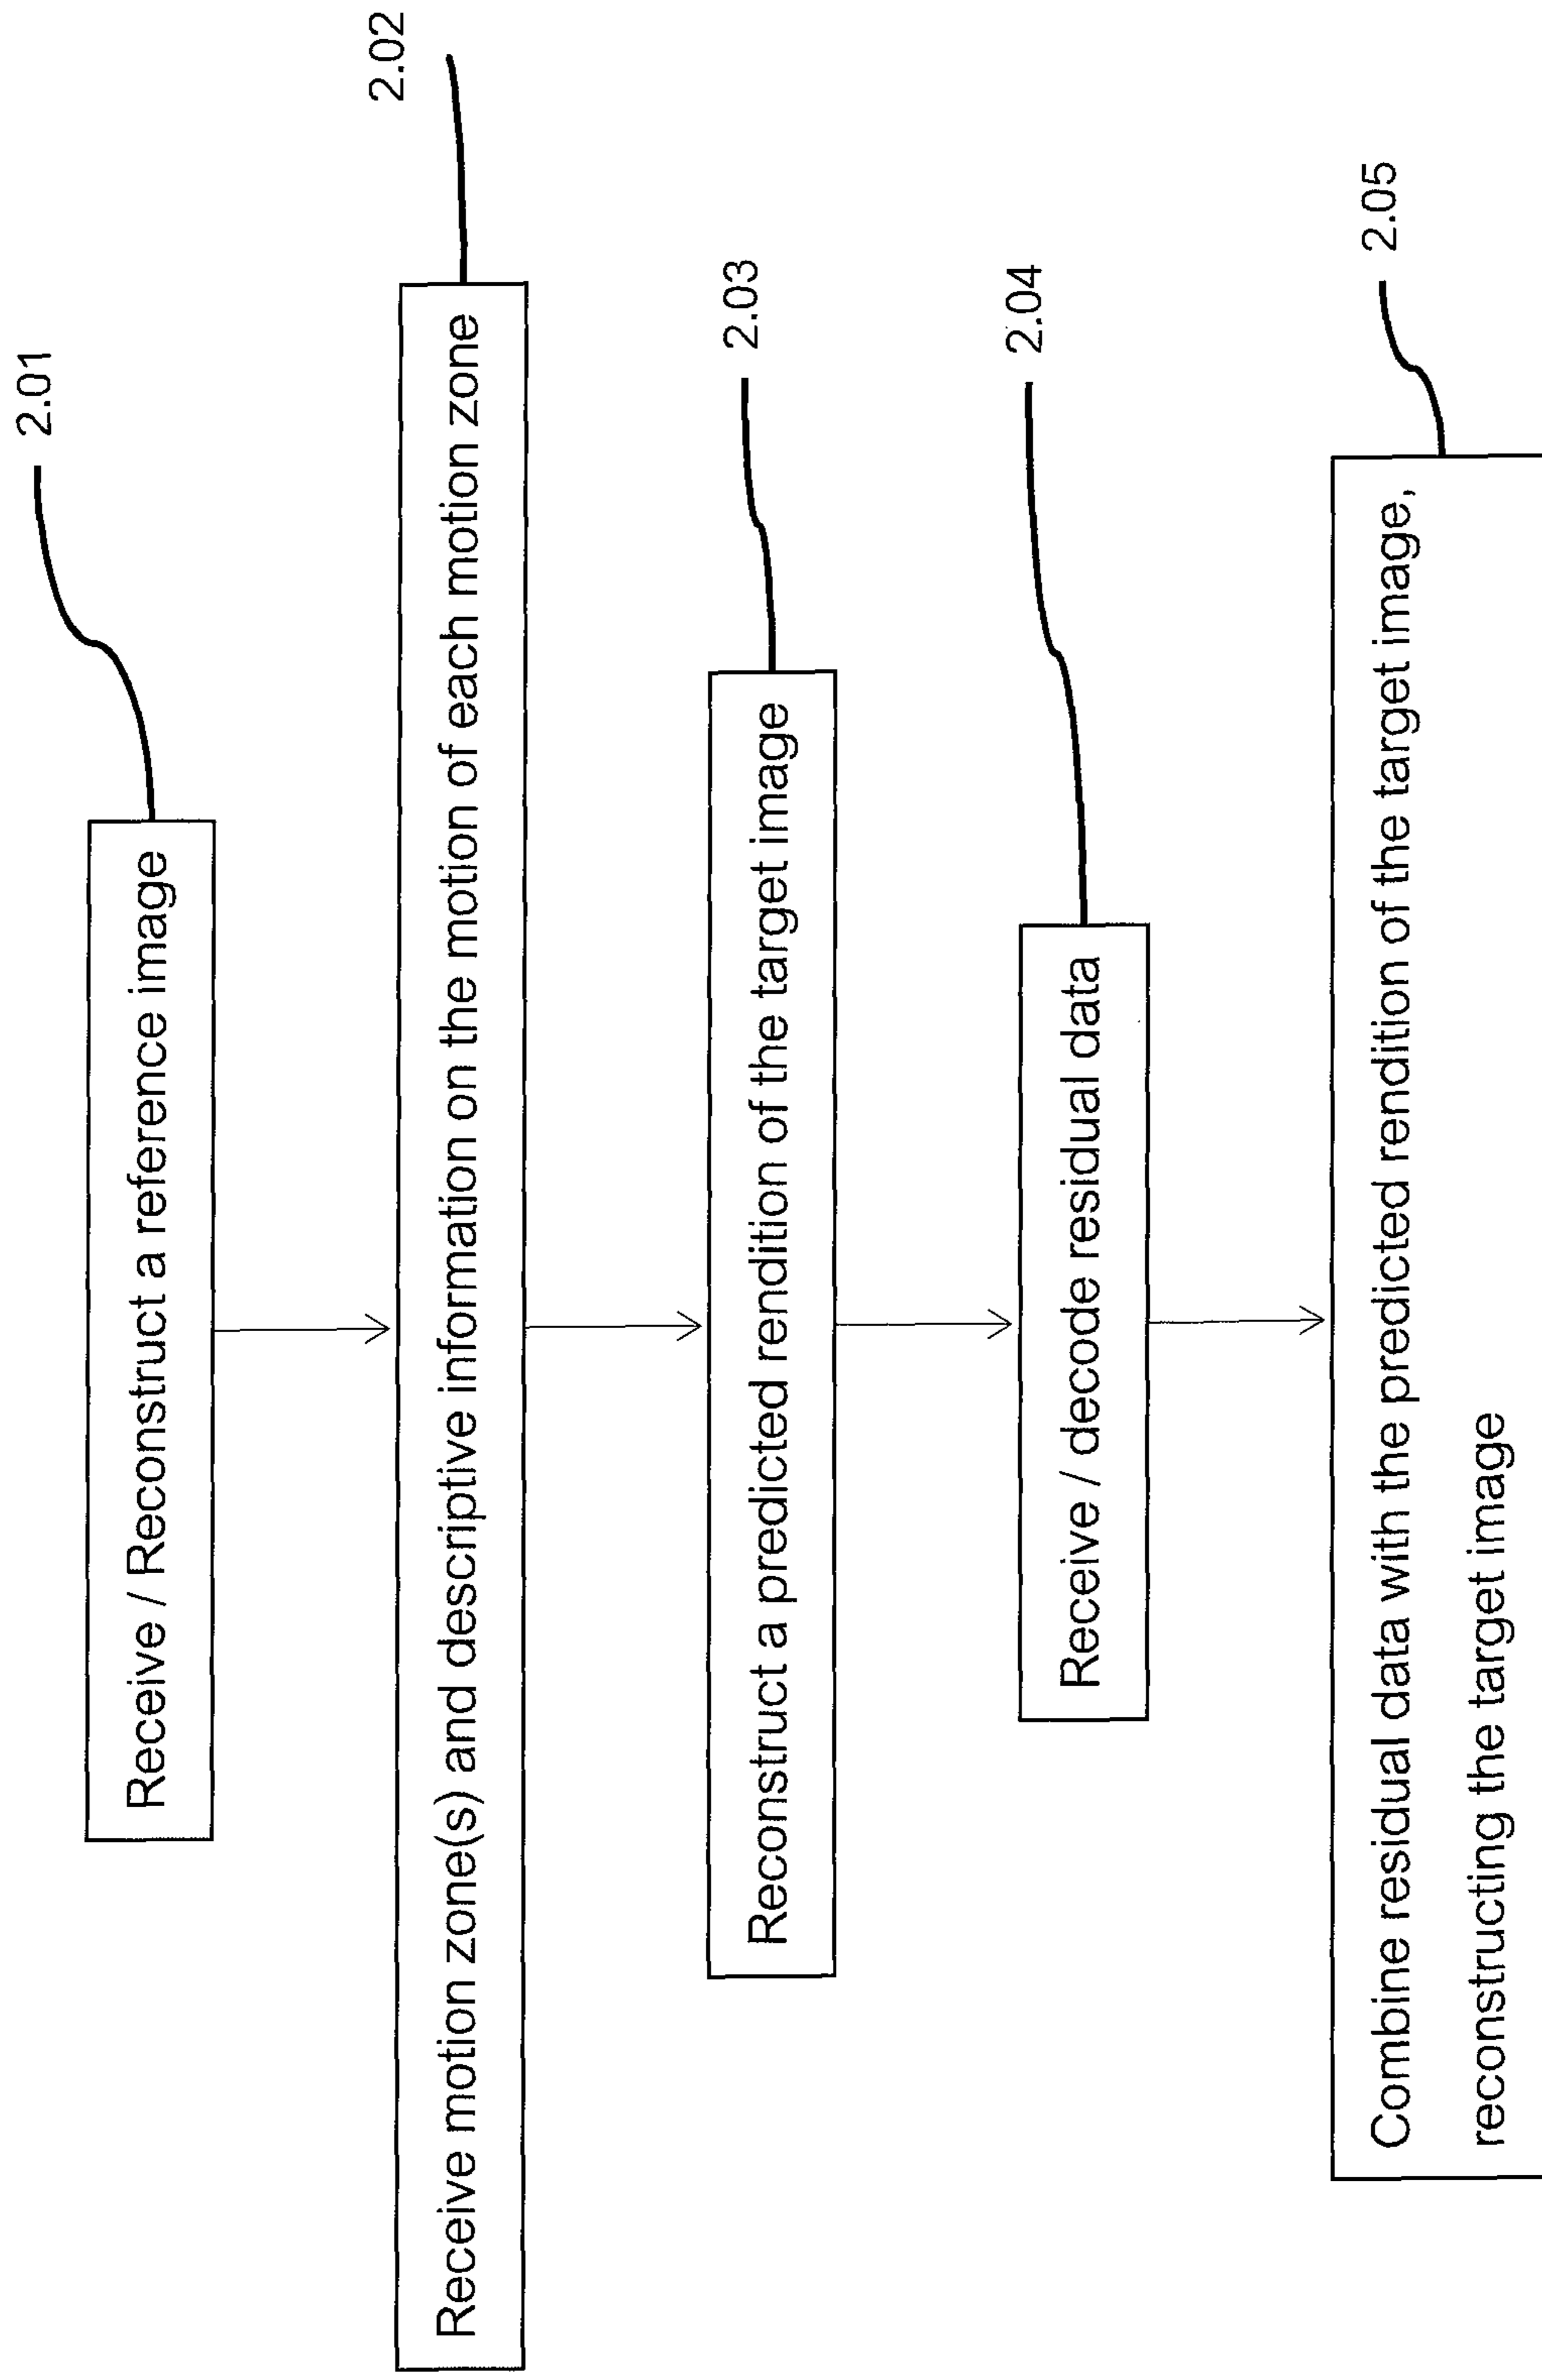 2.01
Receive / Reconstruct a reference image
2.02
Receive motion zone(s) and descriptive information on the motion of each motion zone
2.03
Reconstruct a predicted rendition of the target image
2.04
Receive / decode residual data
2.05
Combine residual data with the predicted rendition of the target image,
reconstructing the target image